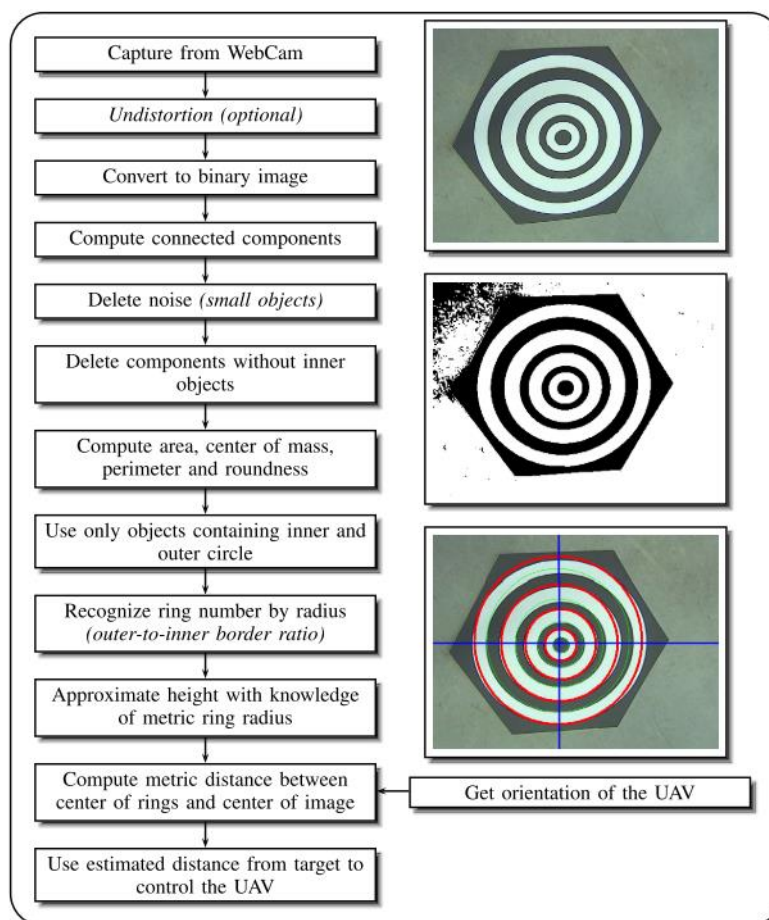 Capture from WebCam
Undistortion (optional)
Convert to binary image
Compute connected components
Delete noise (small objects)
Delete components without inner
objects
Compute area, center of mass,
perimeter and roundness
Use only objects containing inner and
outer circle
Recognize ring number by radius
(outer-to-inner border ratio)
Approximate height with knowledge
of metric ring radius
Compute metric distance between
center of rings and center of image
Get orientation of the UAV
Use estimated distance from target to
control the UAV